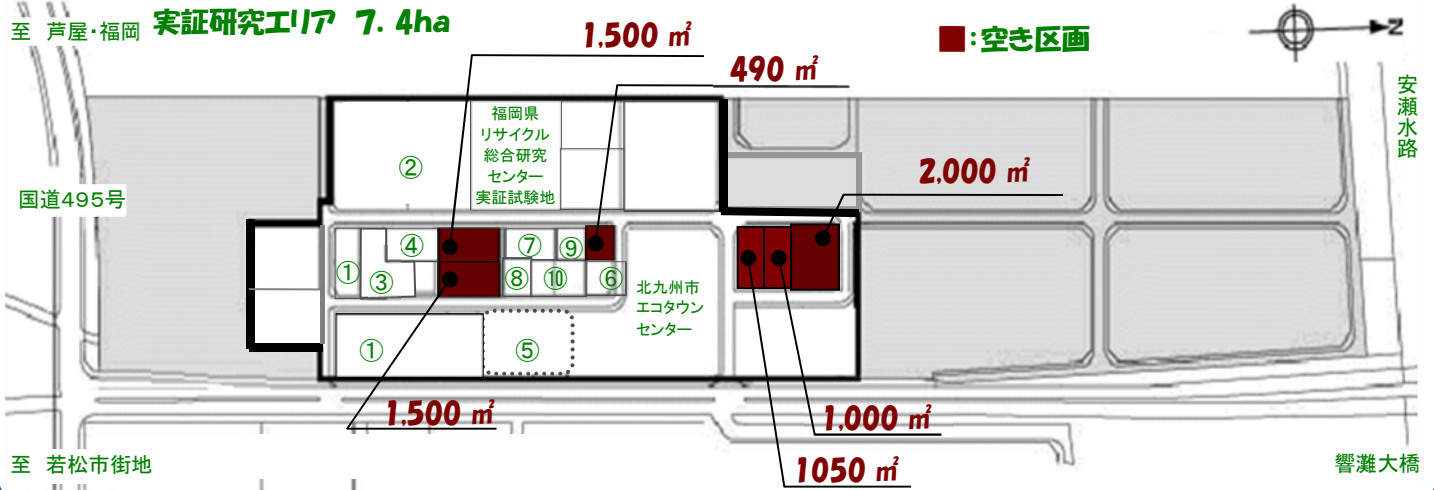 至 芦屋・福岡
実証研究エリア 7.4ha
1,500 ㎡
■:空き区画
N
490 ㎡
安瀬水路
福岡県
リサイクル
総合研究
センター
実証試験地
②
2,000 ㎡
国道495号
④
⑦
⑨
①
③
⑧
⑩
⑥
北九州市
エコタウン
センター
①
⑤
1,500 ㎡
1,000 ㎡
1050 ㎡
至 若松市街地
響灘大橋